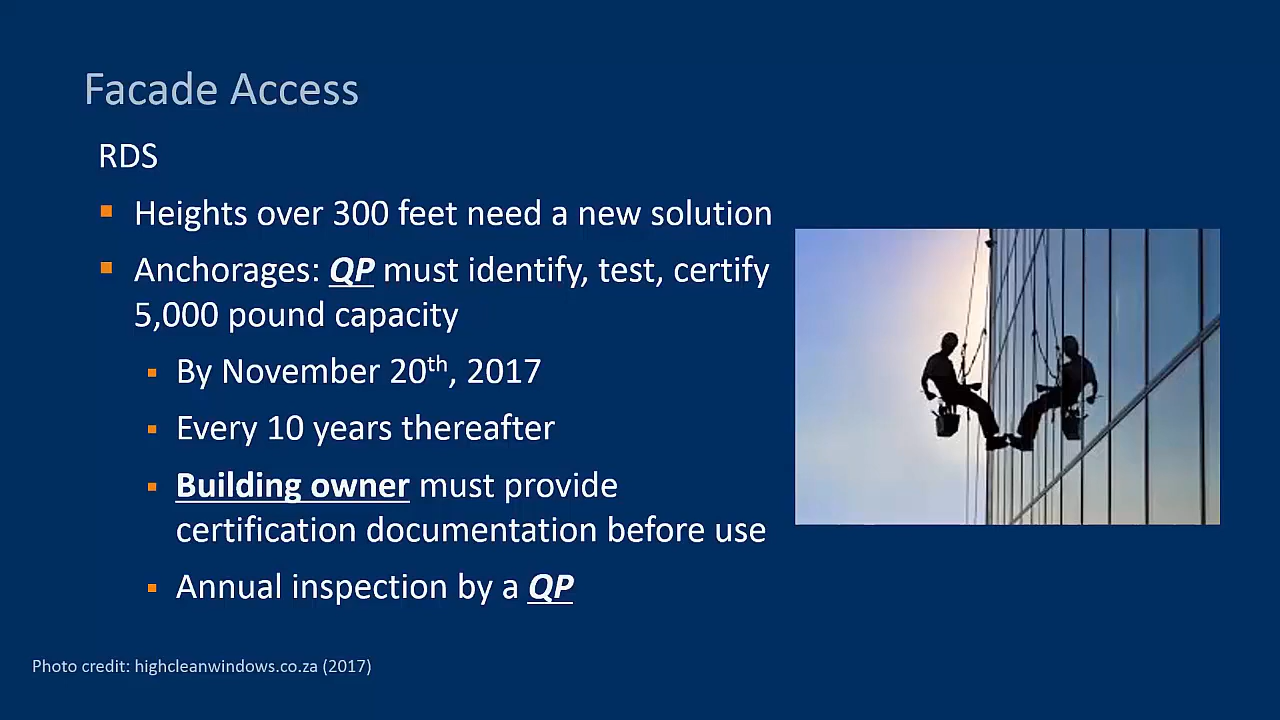 Facade Access
RDS
Heights over 300 feet need a new solution
Anchorages: QP must identify, test, certify
5,000 pound capacity
By November 20th, 2017
Every 10 years thereafter
Building owner must provide
certification documentation before use
Annual inspection by a QP
Photo credit: highcleanwindows.co.za (2017)